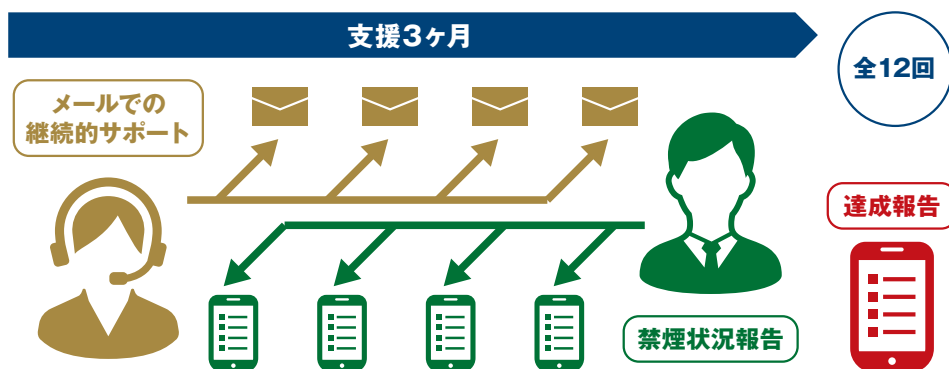 支援3ヶ月
全12回
メールでの
継続的サポート
達成報告
禁煙状況報告